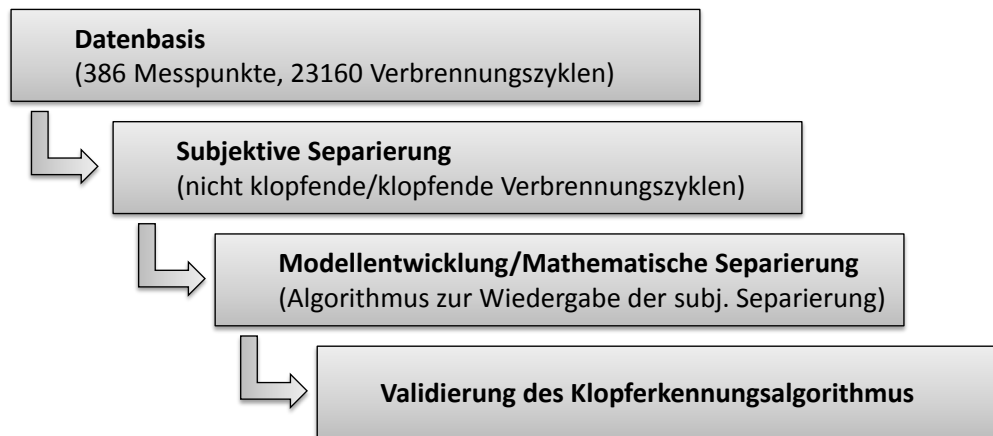 Datenbasis
(386 Messpunkte, 23160 Verbrennungszyklen)
Subjektive Separierung
(nicht klopfende/klopfende Verbrennungszyklen)
Modellentwicklung/Mathematische Separierung
(Algorithmus zur Wiedergabe der subj. Separierung)
Validierung des Klopferkennungsalgorithmus